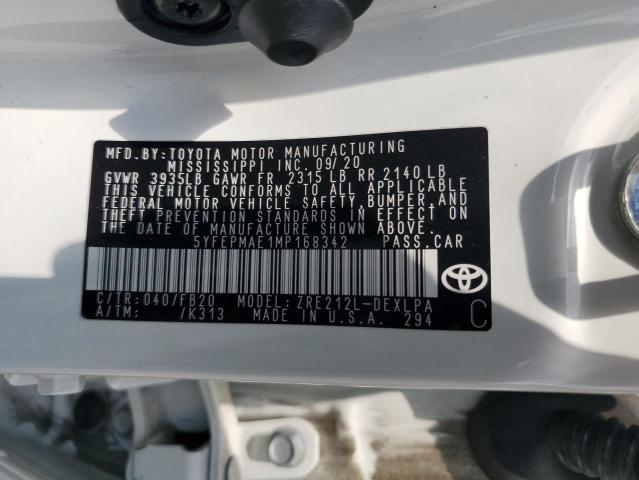 MFD.BY:TOYOTA MOTOR MANUFACTURING
MISSISSIPPI INC. 09/20
GVWR 3935LB GAWR FR 2315 LB RR 2140 LB
THIS VEHICLE CONFORMS TO ALL APPLICABLE
FEDERAL MOTOR VEHICLE SAFETY,BUMPER,AND
THEFT PREVENTION STANDARDS IN EFFECT ON
THE DATE OF MANUFACTURE SHOWN ABOVE.
5YFEPMAE1MP168342 PASS.CAR
C/TR:040/FB20 MODEL:ZRE212L-DEXLPA
A/TM: /K313 MADE IN U.S.A. 294 C